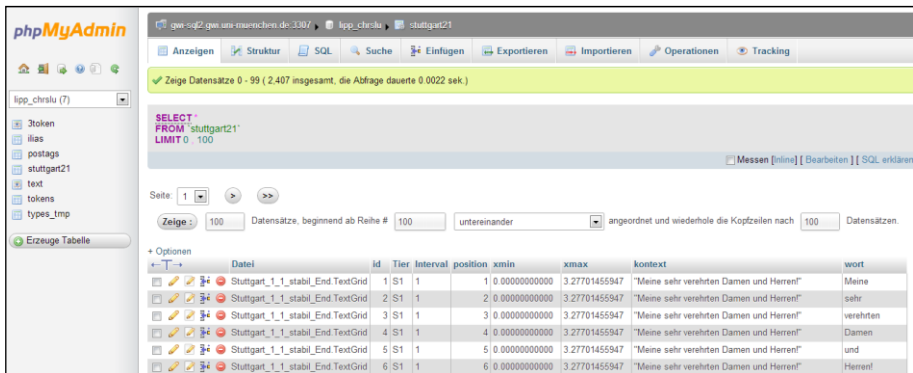 phpMyAdmin
gwi-sql2.gwi.uni-muenchen.de:3307 ▸ lipp_chrslu ▸ stuttgart21
Anzeigen Struktur SQL Suche Einfügen Exportieren Importieren Operationen Tracking
Zeige Datensätze 0 - 99 ( 2,407 insgesamt, die Abfrage dauerte 0.0022 sek.)
lipp_chrslu (7)
3token
ilias
postags
stuttgart21
text
tokens
types_tmp
Erzeuge Tabelle
SELECT *
FROM `stuttgart21`
LIMIT 0 , 100
Messen [Inline] [ Bearbeiten ] [ SQL erklären
Seite: 1 > >>
Zeige : 100 Datensätze, beginnend ab Reihe # 100 untereinander angeordnet und wiederhole die Kopfzeilen nach 100 Datensätzen.
+ Optionen
←T→ Datei id Tier Interval position xmin xmax kontext wort
Stuttgart_1_1_stabil_End.TextGrid 1 S1 1 1 0.00000000000 3.27701455947 "Meine sehr verehrten Damen und Herren!" Meine
Stuttgart_1_1_stabil_End.TextGrid 2 S1 1 2 0.00000000000 3.27701455947 "Meine sehr verehrten Damen und Herren!" sehr
Stuttgart_1_1_stabil_End.TextGrid 3 S1 1 3 0.00000000000 3.27701455947 "Meine sehr verehrten Damen und Herren!" verehrten
Stuttgart_1_1_stabil_End.TextGrid 4 S1 1 4 0.00000000000 3.27701455947 "Meine sehr verehrten Damen und Herren!" Damen
Stuttgart_1_1_stabil_End.TextGrid 5 S1 1 5 0.00000000000 3.27701455947 "Meine sehr verehrten Damen und Herren!" und
Stuttgart_1_1_stabil_End.TextGrid 6 S1 1 6 0.00000000000 3.27701455947 "Meine sehr verehrten Damen und Herren!" Herren!